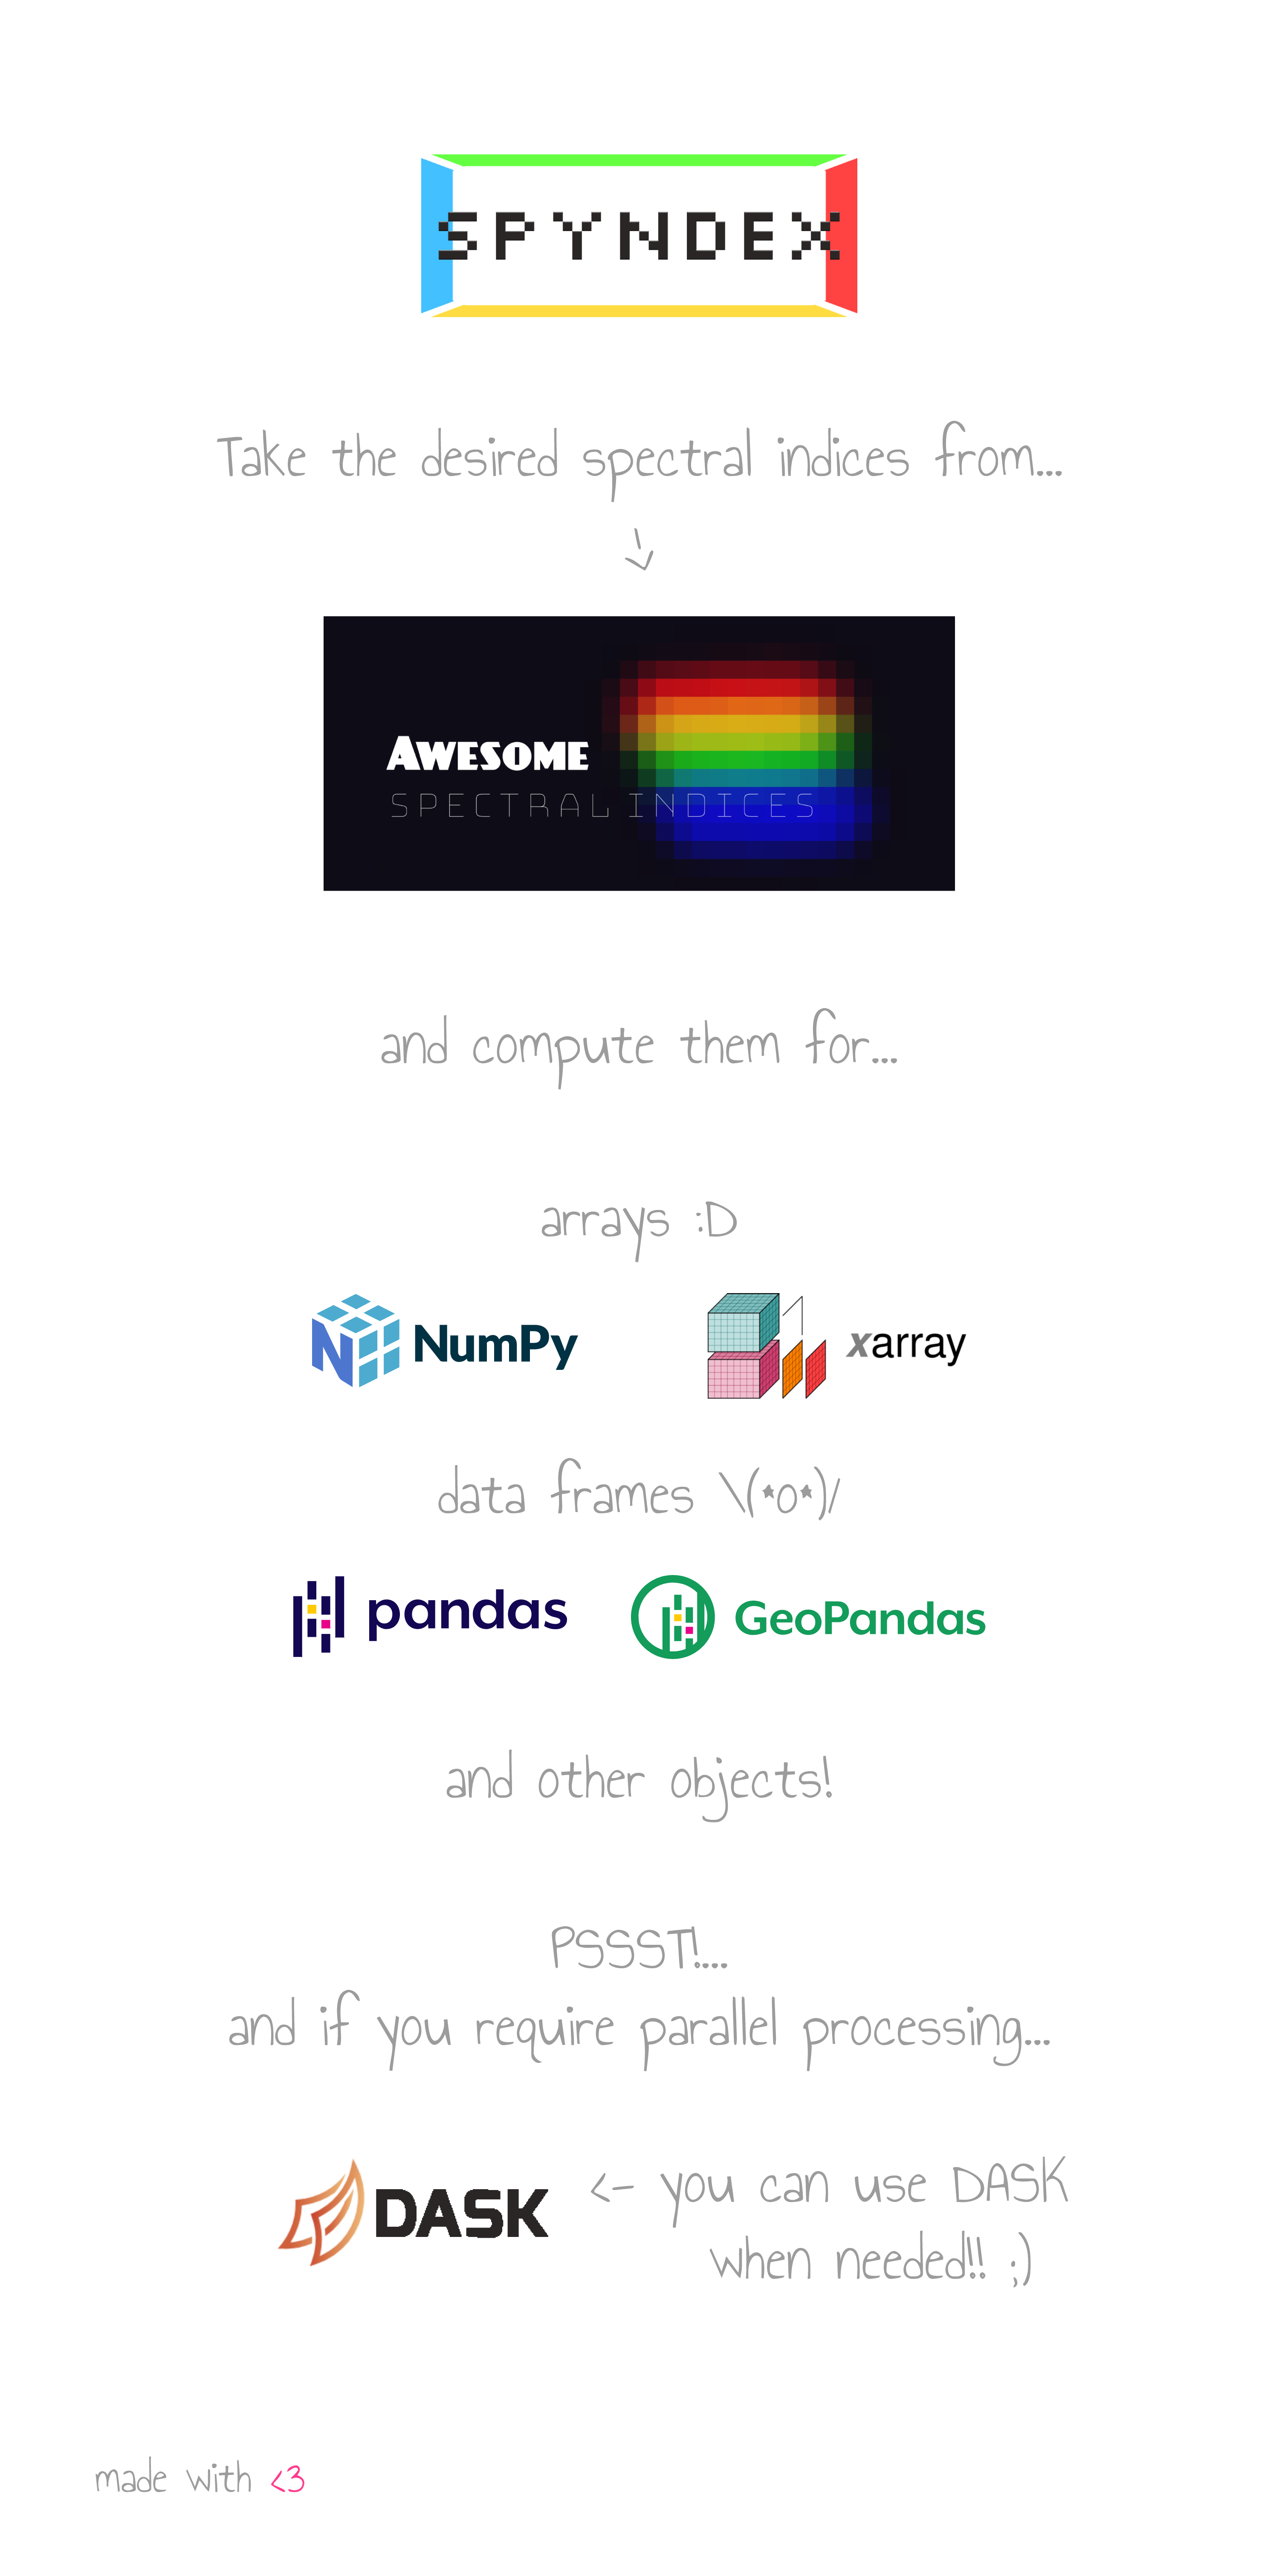 SPYNDEX
Take the desired spectral indices from...
AWESOME
SPECTRAL INDICES
and compute them for...
arrays :D
NumPy
xarray
data frames \(*o*)/
pandas
GeoPandas
and other objects!
PSSST!...
and if you require parallel processing...
DASK
<- you can use DASK
when needed!! ;)
made with <3